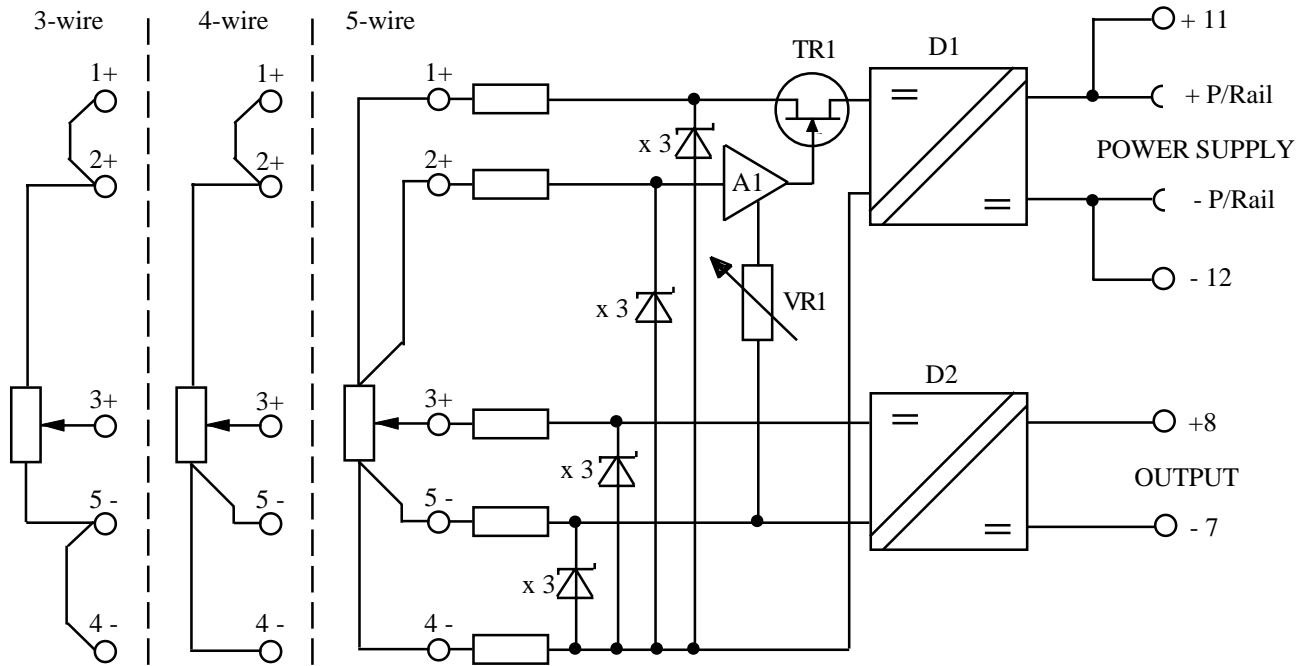 3-wire
4-wire
5-wire
1+
2+
3+
5 -
4 -
1+
2+
3+
5 -
4 -
1+
2+
3+
5 -
4 -
x 3
x 3
x 3
x 3
A1
VR1
TR1
D1
D2
+ 11
+ P/Rail
POWER SUPPLY
- P/Rail
- 12
+8
OUTPUT
- 7